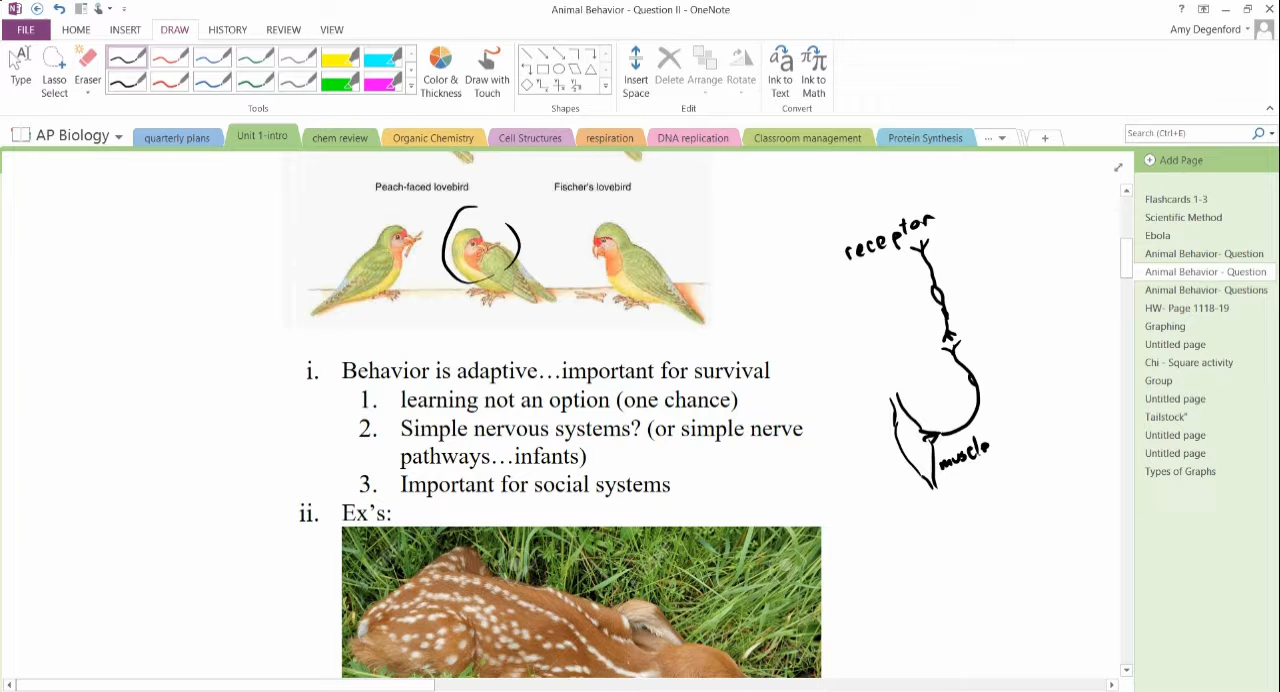 Animal Behavior - Question II - OneNote
FILE HOME INSERT DRAW HISTORY REVIEW VIEW
Amy Degenford
Type
Lasso Select
Eraser
Color & Thickness
Draw with Touch
Insert Space
Delete
Arrange
Rotate
Ink to Text
Ink to Math
Tools
Shapes
Edit
Convert
AP Biology
quarterly plans
Unit 1-intro
chem review
Organic Chemistry
Cell Structures
respiration
DNA replication
Classroom management
Protein Synthesis
Search (Ctrl+E)
Add Page
Flashcards 1-3
Scientific Method
Ebola
Animal Behavior- Question
Animal Behavior - Question
Animal Behavior- Questions
HW- Page 1118-19
Graphing
Untitled page
Chi - Square activity
Group
Untitled page
Tailstock"
Untitled page
Untitled page
Types of Graphs
Peach-faced lovebird
Fischer's lovebird
receptor
muscle
i. Behavior is adaptive…important for survival
1. learning not an option (one chance)
2. Simple nervous systems? (or simple nerve
pathways…infants)
3. Important for social systems
ii. Ex's: